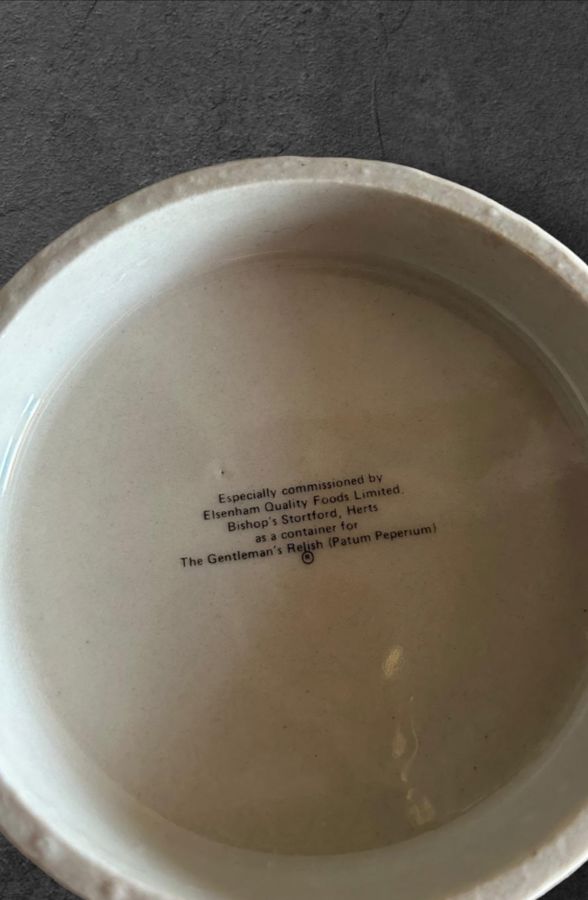 Especially commissioned by
Elsenham Quality Foods Limited.
Bishop's Stortford, Herts
as a container for
The Gentleman's Relish (Patum Peperium)
®